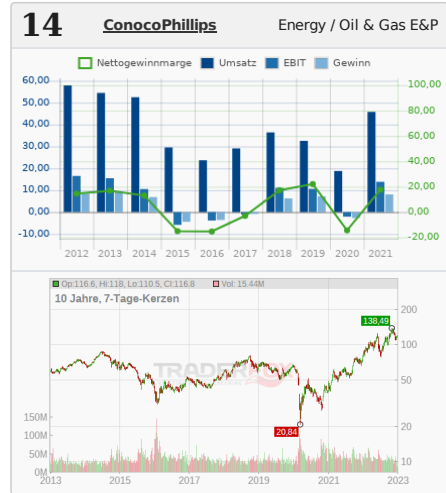 14 ConocoPhillips Energy / Oil & Gas E&P
Nettogewinnmarge Umsatz EBIT Gewinn
60,00 100,00
50,00 80,00
40,00 60,00
30,00 40,00
20,00 20,00
10,00 0,00
0,00 -20,00
-10,00
2012 2013 2014 2015 2016 2017 2018 2019 2020 2021
Op:116.6, Hi:118, Lo:110.5, Cl:116.8 Vol: 15.44M
10 Jahre, 7-Tage-Kerzen
138,49
200
100
50
20
10
20,84
150M
100M
50M
0M
2013 2015 2017 2019 2021 2023